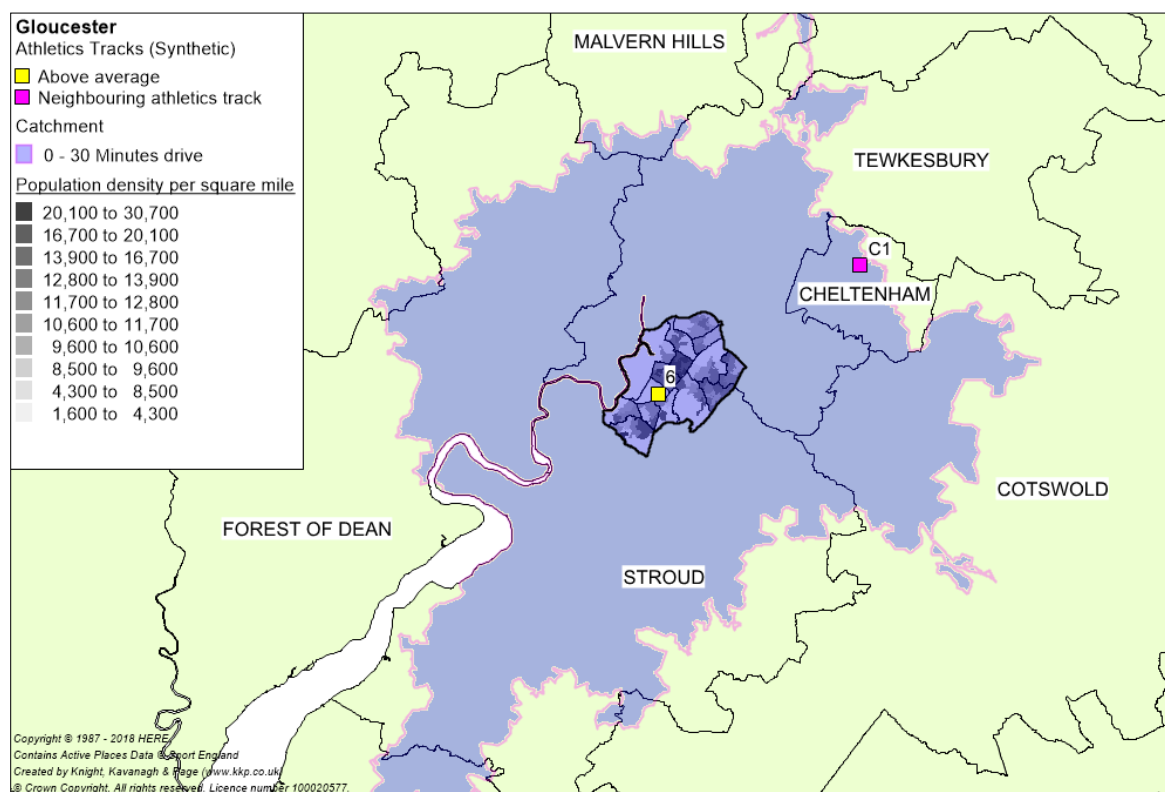 Gloucester
Athletics Tracks (Synthetic)
Above average
Neighbouring athletics track
Catchment
0 - 30 Minutes drive
Population density per square mile
20,100 to 30,700
16,700 to 20,100
13,900 to 16,700
12,800 to 13,900
11,700 to 12,800
10,600 to 11,700
9,600 to 10,600
8,500 to 9,600
4,300 to 8,500
1,600 to 4,300
MALVERN HILLS
TEWKESBURY
C1
CHELTENHAM
6
COTSWOLD
FOREST OF DEAN
STROUD
Copyright © 1987 - 2018 HERE
Contains Active Places Data © Sport England
Created by Knight, Kavanagh & Page (www.kkp.co.uk)
© Crown Copyright. All rights reserved. Licence number 100020577.